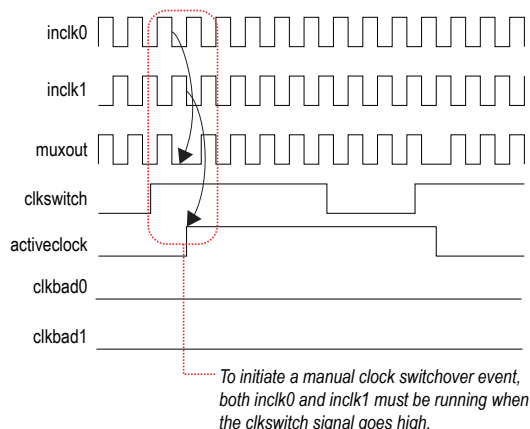 inclk0
inclk1
muxout
clkswitch
activeclock
clkbad0
clkbad1
To initiate a manual clock switchover event,
both inclk0 and inclk1 must be running when
the clkswitch signal goes high.